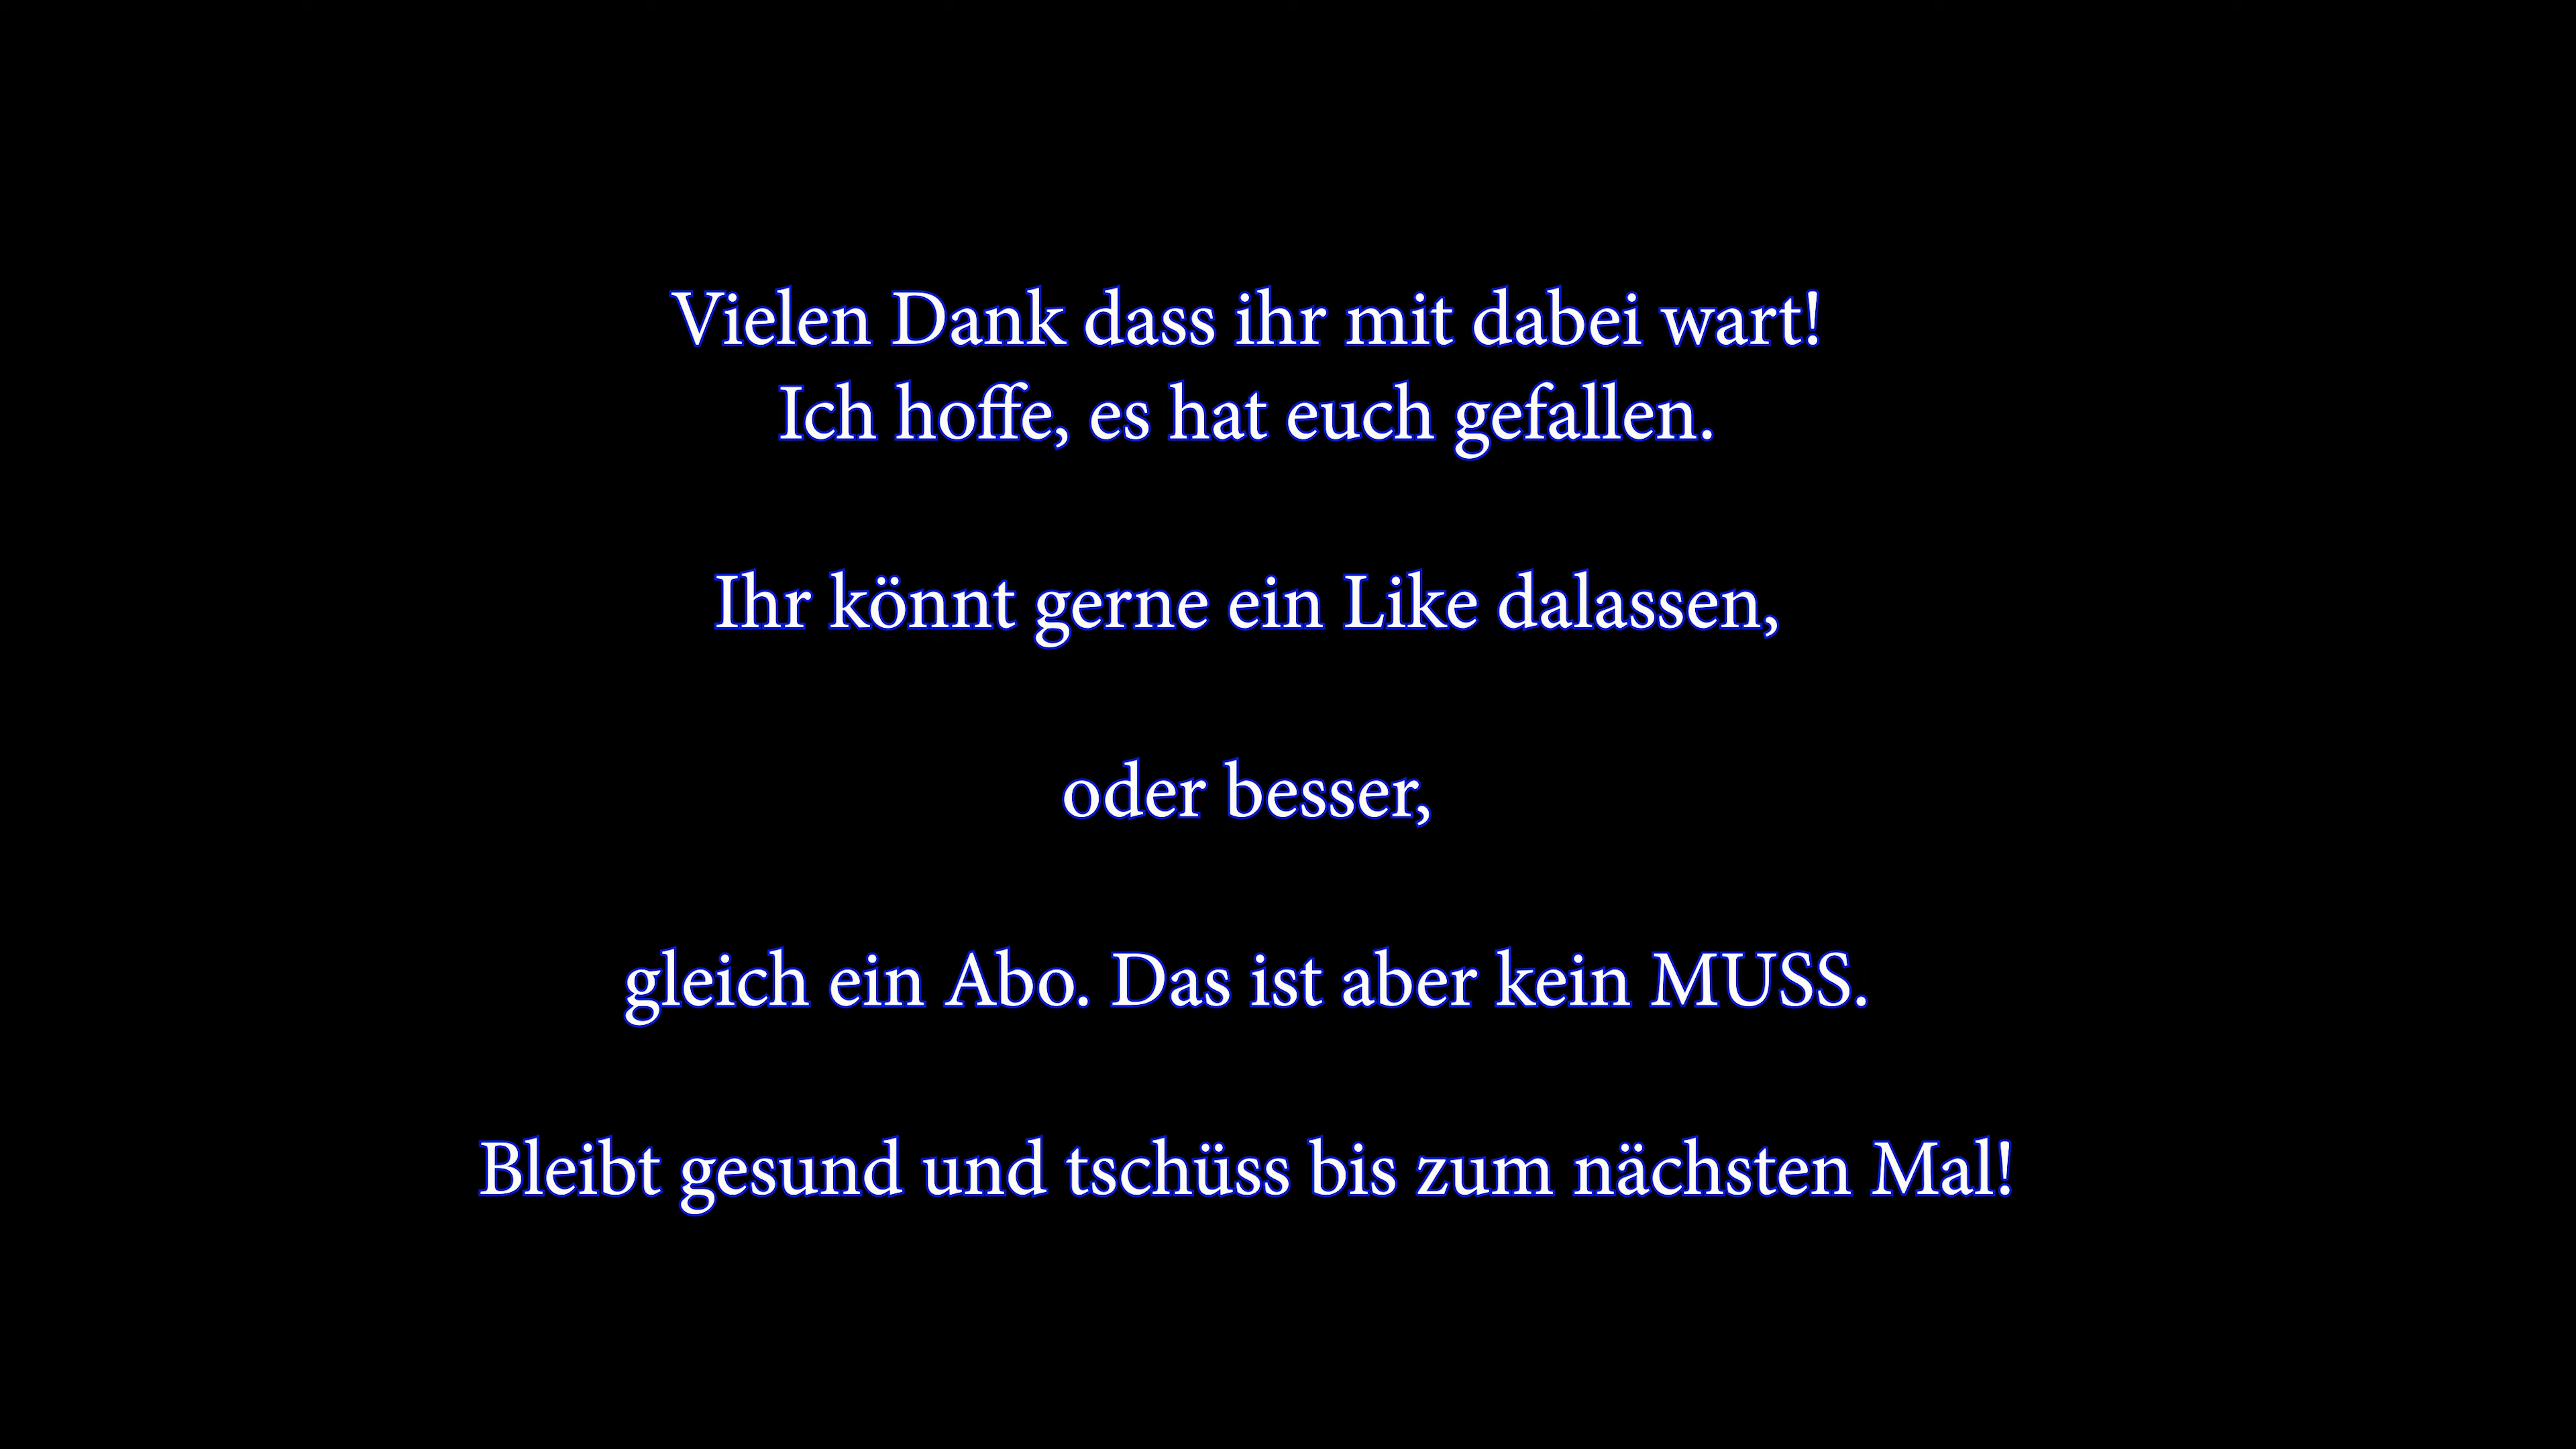 Vielen Dank dass ihr mit dabei wart!
Ich hoffe, es hat euch gefallen.
Ihr könnt gerne ein Like dalassen,
oder besser,
gleich ein Abo. Das ist aber kein MUSS.
Bleibt gesund und tschüss bis zum nächsten Mal!